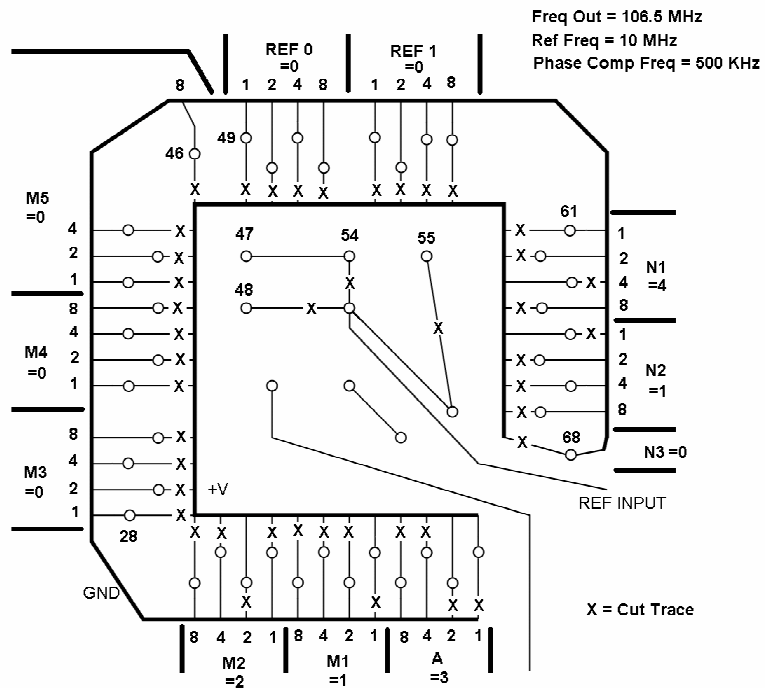 Freq Out = 106.5 MHz
Ref Freq = 10 MHz
Phase Comp Freq = 500 KHz
REF 0
=0
REF 1
=0
8 1 2 4 8 1 2 4 8
49
46
X X X X X X X X X
M5
=0
4 X
2 X
1 X
M4
=0
8 X
4 X
2 X
1 X
M3
=0
8 X
4 X
2 X
1 X
28
47
54
55
48
X
X
X
+V
61
X 1
X 2
X 4
X 8
N1
=4
X 1
X 2
X 4
X 8
N2
=1
X
68
N3 =0
REF INPUT
GND
X X X X X X X X
X X X X
X = Cut Trace
8 4 2 1 8 4 2 1 8 4 2 1
M2
=2
M1
=1
A
=3